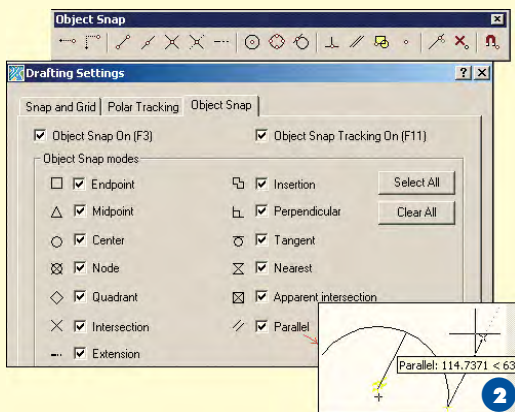 Object Snap
Drafting Settings
Snap and Grid Polar Tracking Object Snap
Object Snap On (F3) Object Snap Tracking On (F11)
Object Snap modes
Endpoint Insertion Select All
Midpoint Perpendicular Clear All
Center Tangent
Node Nearest
Quadrant Apparent intersection
Intersection Parallel
Extension
Parallel: 114.7371 < 63
2